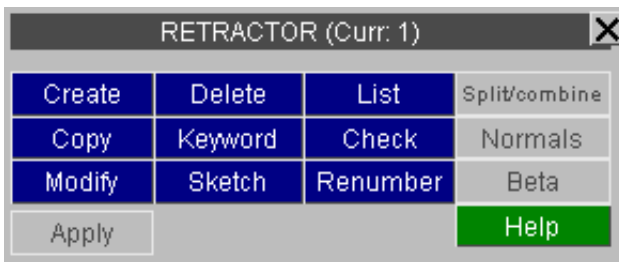 RETRACTOR (Curr: 1)
Create Delete List Split/combine
Copy Keyword Check Normals
Modify Sketch Renumber Beta
Apply Help